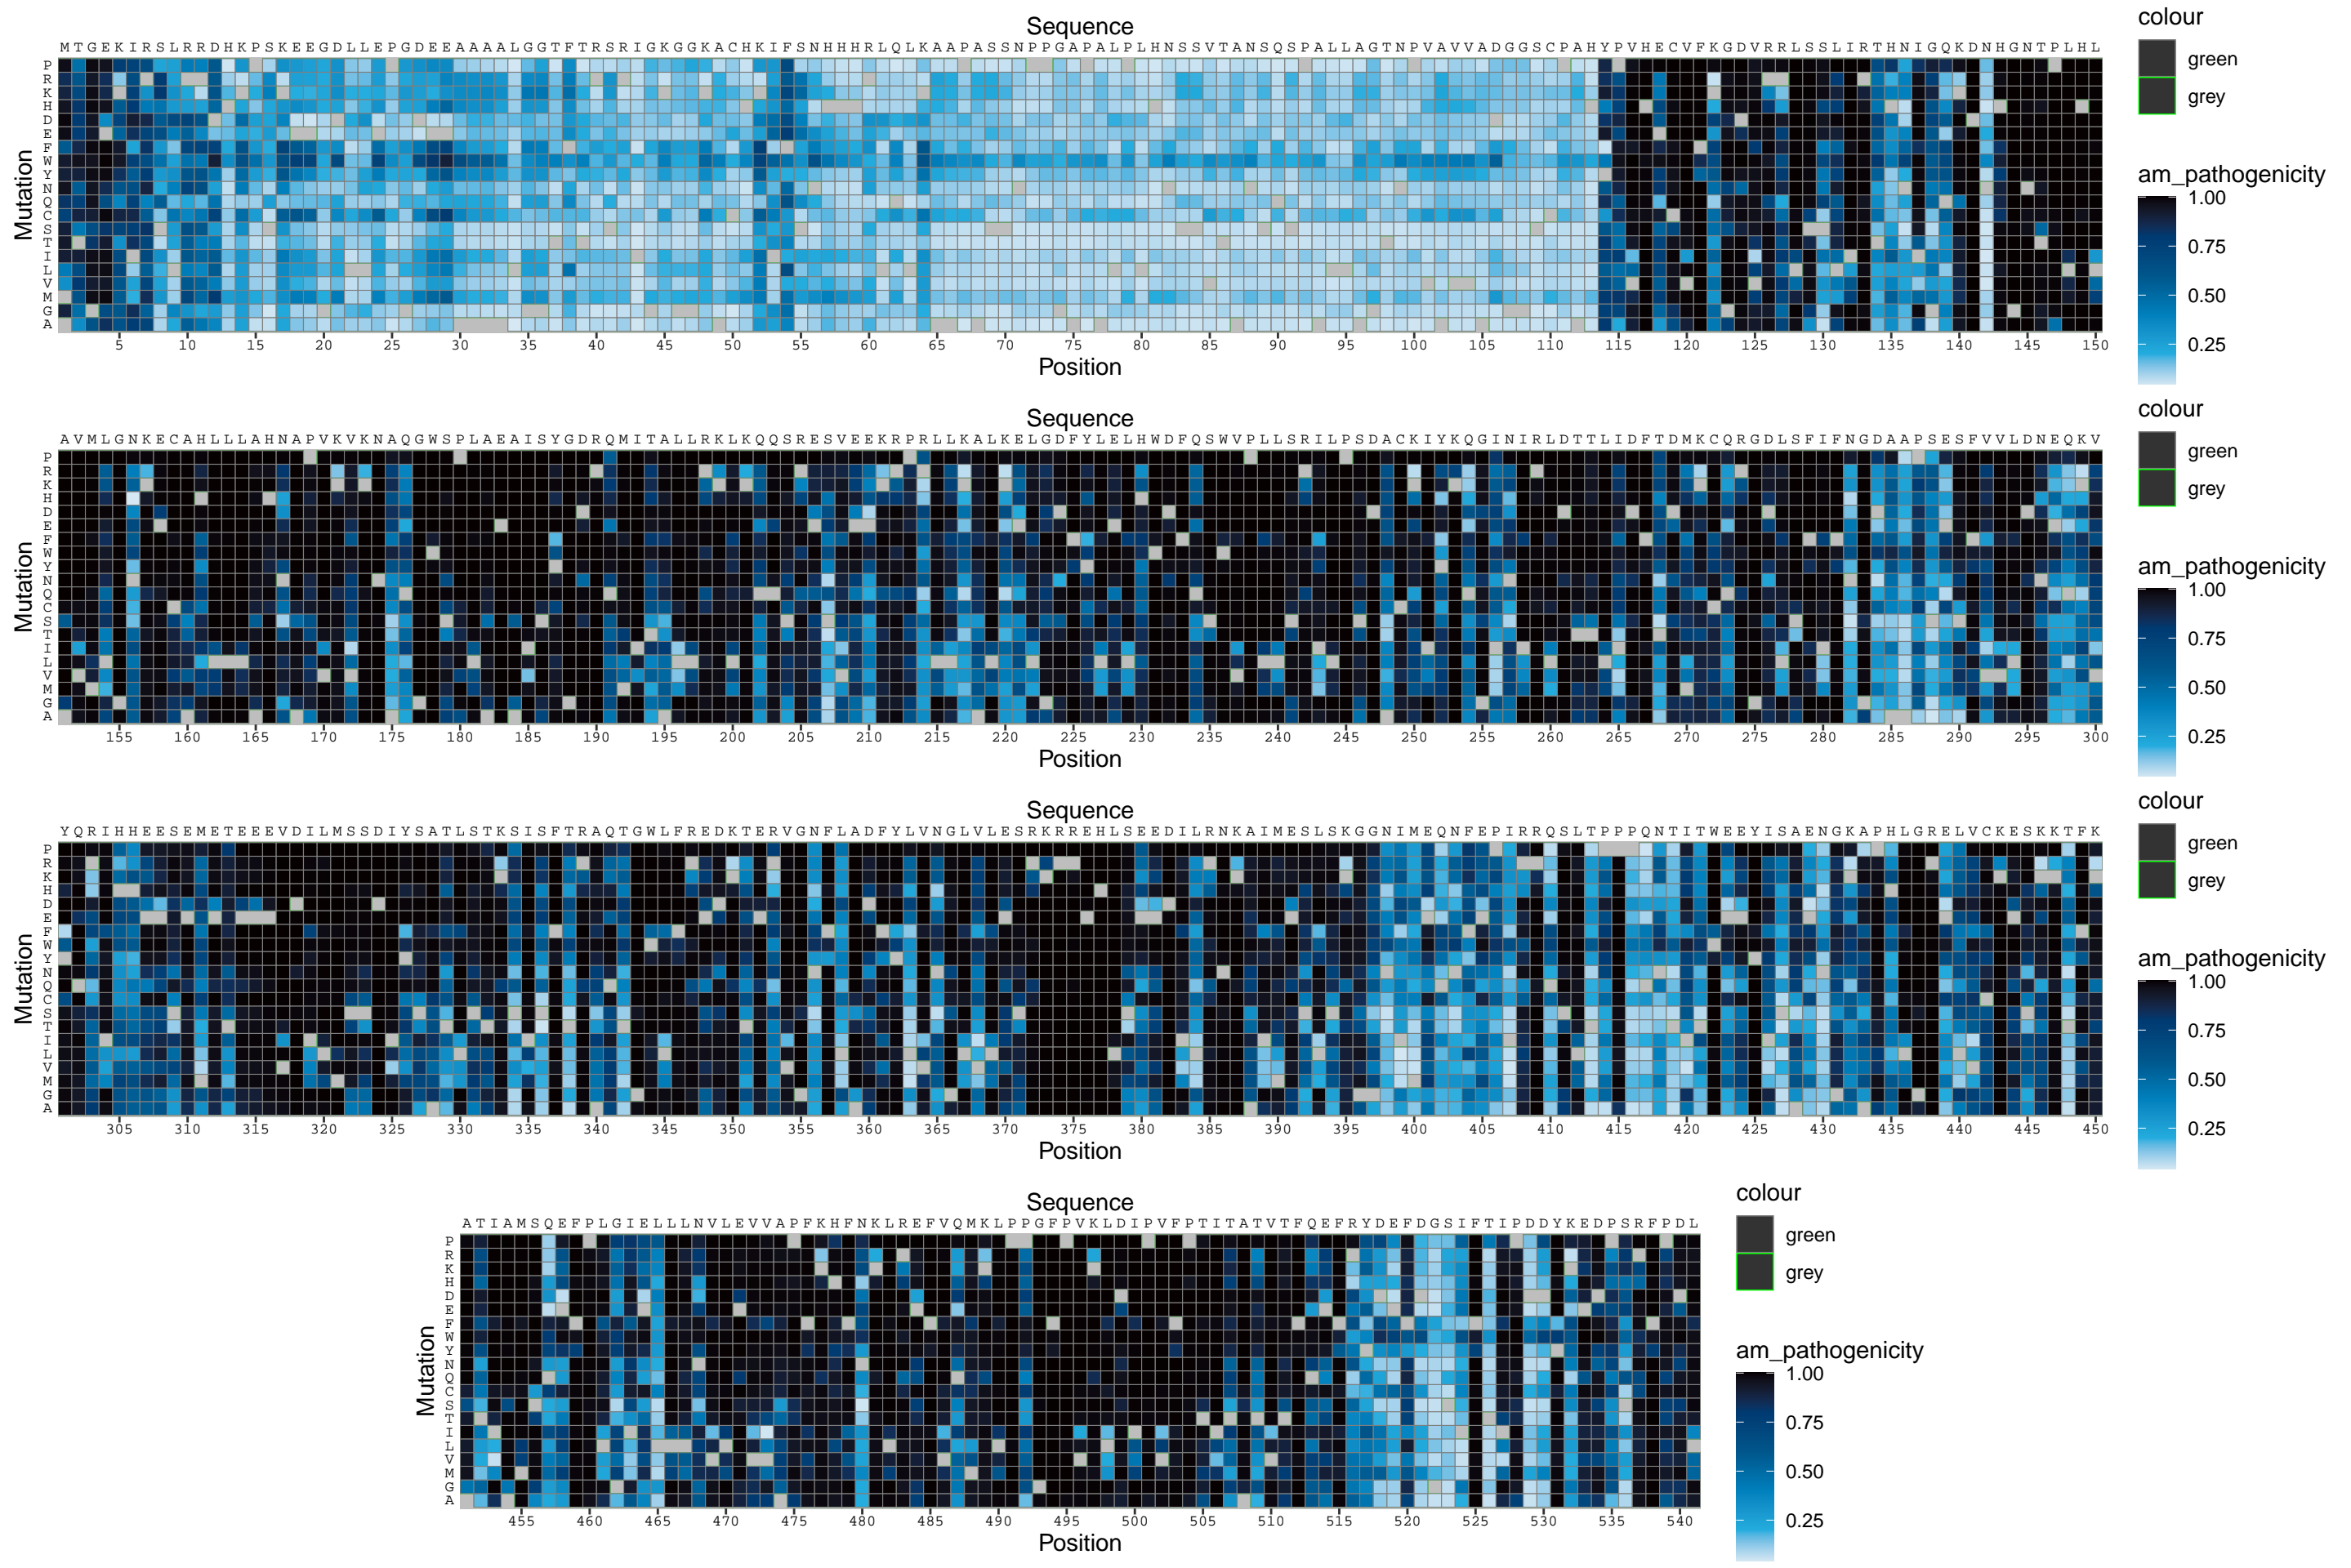 Sequence
MTGEKIRSLRRDHKPSKEEGDLLEPGDEEAAAALGGTFTRSRIGKGGKACHKIFSNHHHRLQLKAAPASSNPPGAPALPLHNSSVTANSQSPALLAGTNPVAVVADGGSCPAHYPVHECVFKGDVRRLSSLIRTHNIGQKDNHGNTPLHL
Mutation
P
R
K
H
D
E
F
W
Y
N
Q
C
S
T
I
L
V
M
G
A
5 10 15 20 25 30 35 40 45 50 55 60 65 70 75 80 85 90 95 100 105 110 115 120 125 130 135 140 145 150
Position
colour
green
grey
am_pathogenicity
1.00
0.75
0.50
0.25
Sequence
AVMLGNKECAHLLLAHNAPVKVKNAQGWSPLAEAISYGDRQMITALLRKLKQQSRESVEEKRPRLLKALKELGDFYLELHWDFQSWVPLLSRILPSDACKIYKQGINIRLDTTLIDFTDMKCQRGDLSFIFNGDAAPSESFVVLDNEQKV
Mutation
P
R
K
H
D
E
F
W
Y
N
Q
C
S
T
I
L
V
M
G
A
155 160 165 170 175 180 185 190 195 200 205 210 215 220 225 230 235 240 245 250 255 260 265 270 275 280 285 290 295 300
Position
colour
green
grey
am_pathogenicity
1.00
0.75
0.50
0.25
Sequence
YQRIHHEESEMETEEEVDILMSSDIYSATLSTKSISFTRAQTGWLFREDKTERVGNFLADFYLVNGLVLESRKRREHLSEEDILRNKAIMESLSKGGNIMEQNFEPIRRQSLTPPPQNTITWEEYISAENGKAPHLGRELVCKESKKTFK
Mutation
P
R
K
H
D
E
F
W
Y
N
Q
C
S
T
I
L
V
M
G
A
305 310 315 320 325 330 335 340 345 350 355 360 365 370 375 380 385 390 395 400 405 410 415 420 425 430 435 440 445 450
Position
colour
green
grey
am_pathogenicity
1.00
0.75
0.50
0.25
Sequence
ATIAMSQEFPLGIELLLNVLEVVAPFKHFNKLREFVQMKLPPGFPVKLDIPVFPTITATVTFQEFRYDEFDGSIFTIPDDYKEDPSRFPDL
Mutation
P
R
K
H
D
E
F
W
Y
N
Q
C
S
T
I
L
V
M
G
A
455 460 465 470 475 480 485 490 495 500 505 510 515 520 525 530 535 540
Position
colour
green
grey
am_pathogenicity
1.00
0.75
0.50
0.25